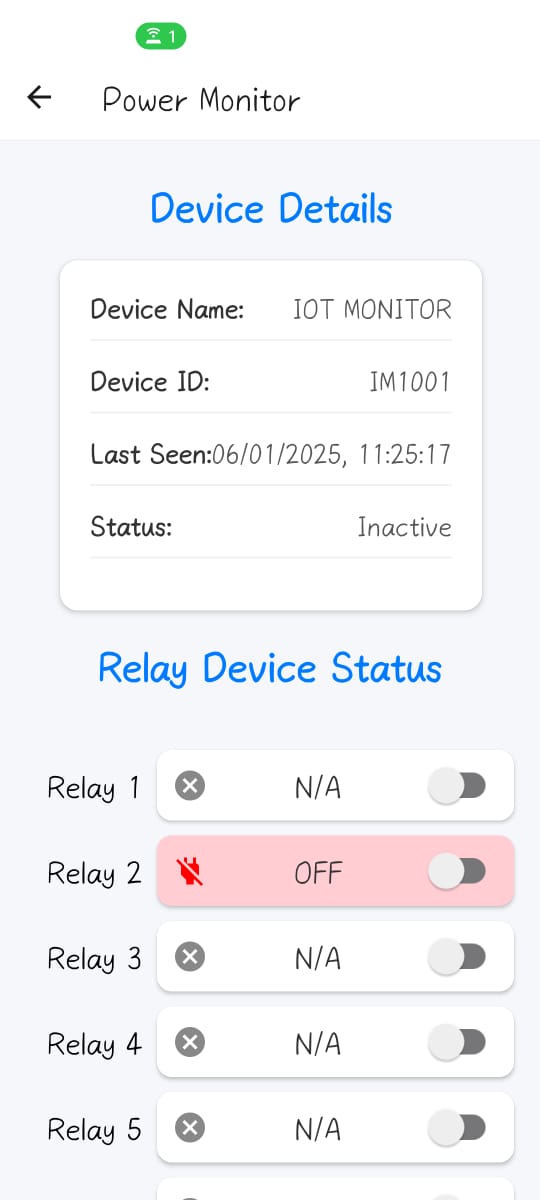 1
Power Monitor
Device Details
Device Name: IOT MONITOR
Device ID: IM1001
Last Seen:06/01/2025, 11:25:17
Status: Inactive
Relay Device Status
Relay 1 N/A
Relay 2 OFF
Relay 3 N/A
Relay 4 N/A
Relay 5 N/A